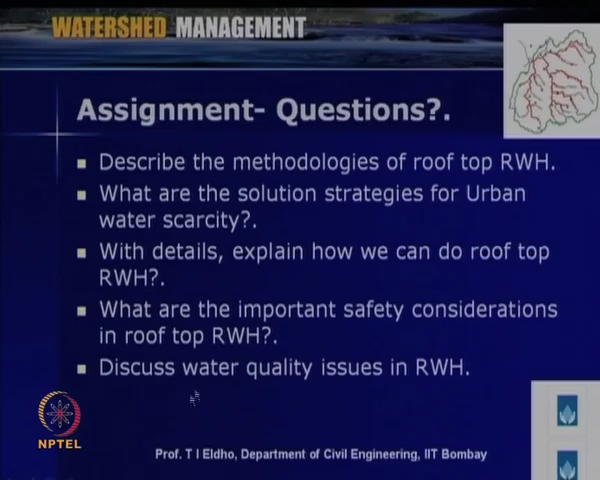 WATERSHED MANAGEMENT
Assignment- Questions?.
Describe the methodologies of roof top RWH.
What are the solution strategies for Urban
water scarcity?.
With details, explain how we can do roof top
RWH?.
What are the important safety considerations
in roof top RWH?.
Discuss water quality issues in RWH.
NPTEL
Prof. T I Eldho, Department of Civil Engineering, IIT Bombay